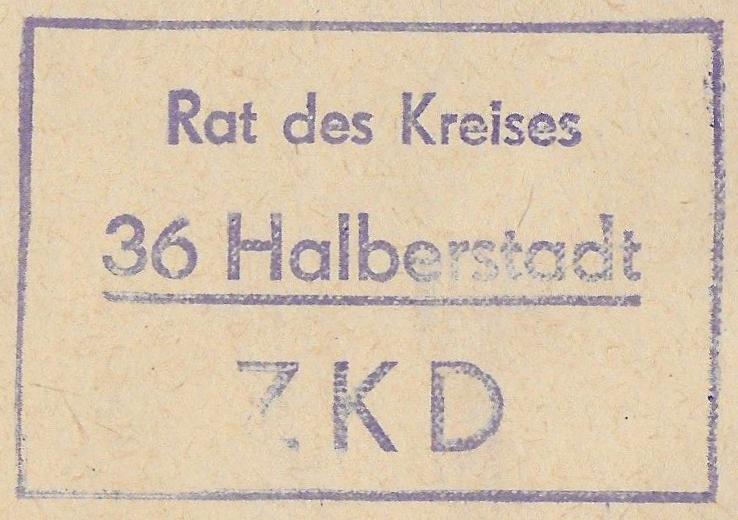 Rat des Kreises
36 Halberstadt
ZKD